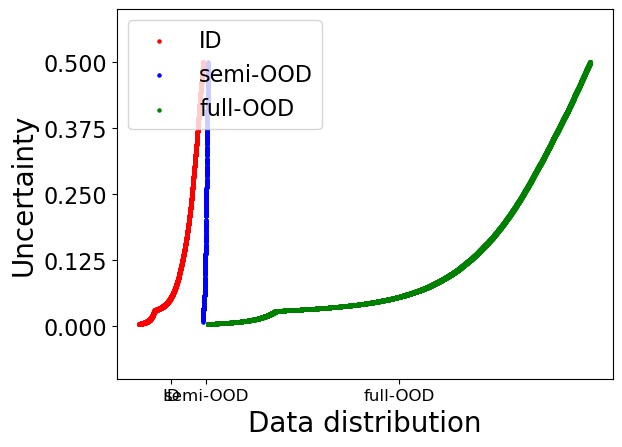 ID
semi-OOD
full-OOD
0.500
0.375
0.250
0.125
0.000
Uncertainty
ID semi-OOD full-OOD
Data distribution